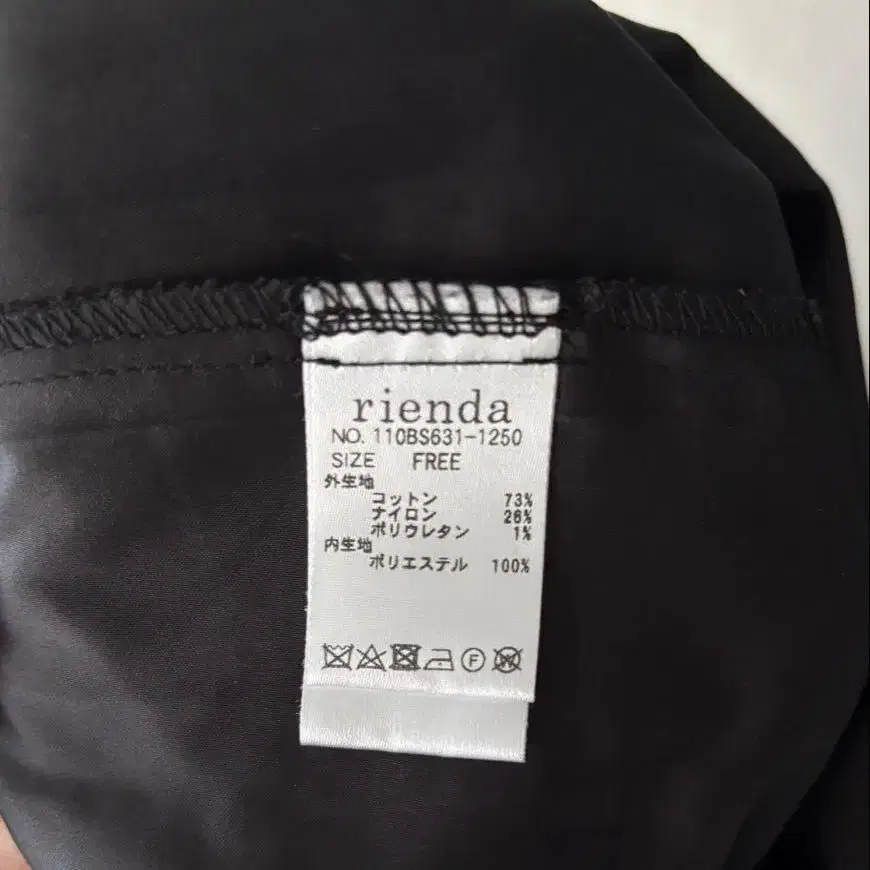 rienda
NO. 110BS631-1250
SIZE FREE
外生地
コットン 73%
ナイロン 26%
ポリウレタン 1%
内生地
ポリエステル 100%
F
W